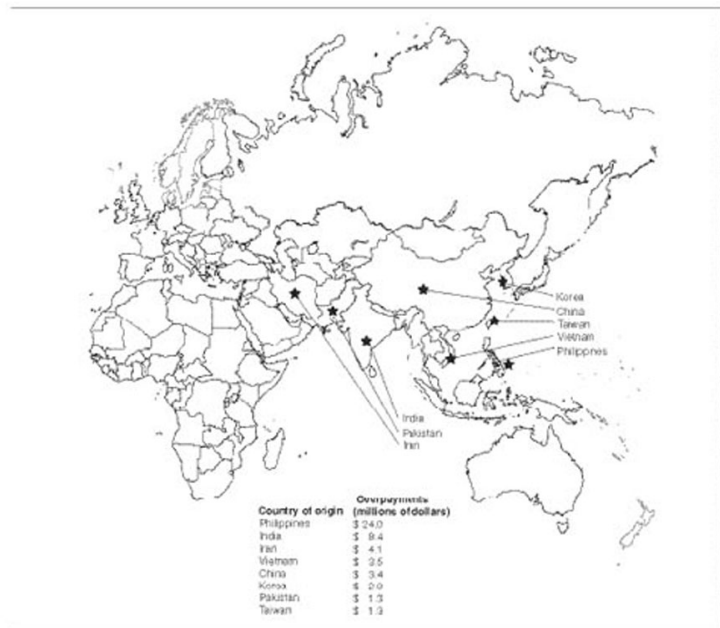 Korea
China
Taiwan
Vietnam
Philippines
India
Pakistan
Iran
Overpayments
Country of origin (millions of dollars)
Philippines $ 24.0
India $ 8.4
Iran $ 4.1
Vietnam $ 3.5
China $ 3.4
Korea $ 2.0
Pakistan $ 1.3
Taiwan $ 1.3